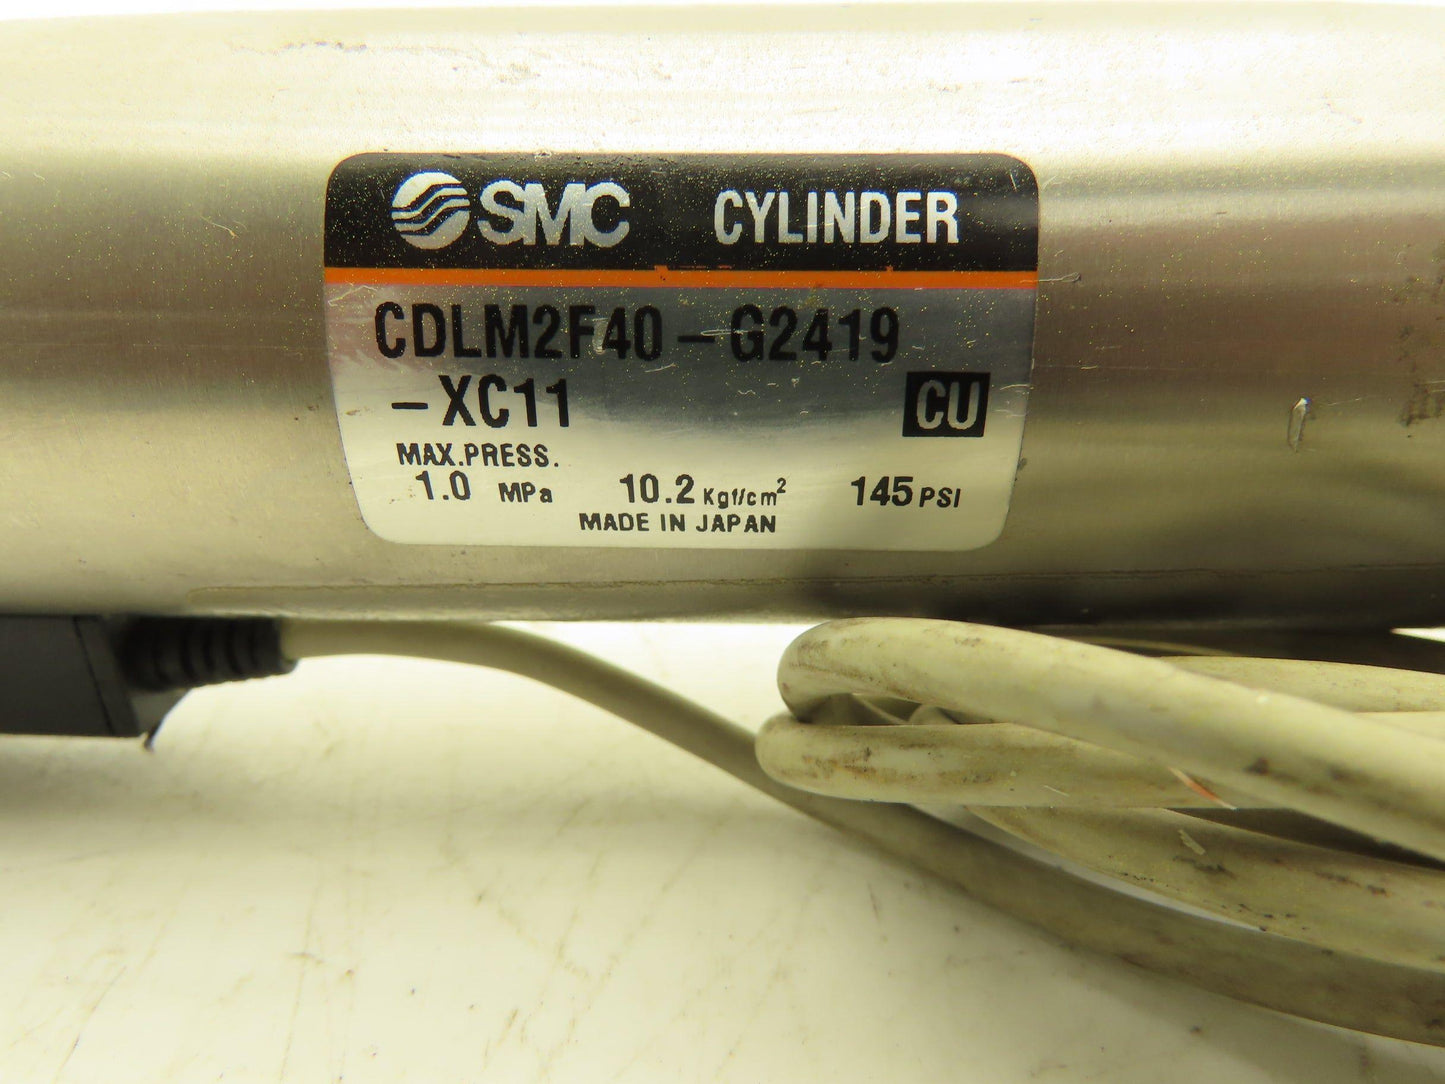 SMC CYLINDER
CDLM2F40-G2419
-XC11 CU
MAX.PRESS.
1.0 MPa 10.2 Kgf/cm² 145 PSI
MADE IN JAPAN